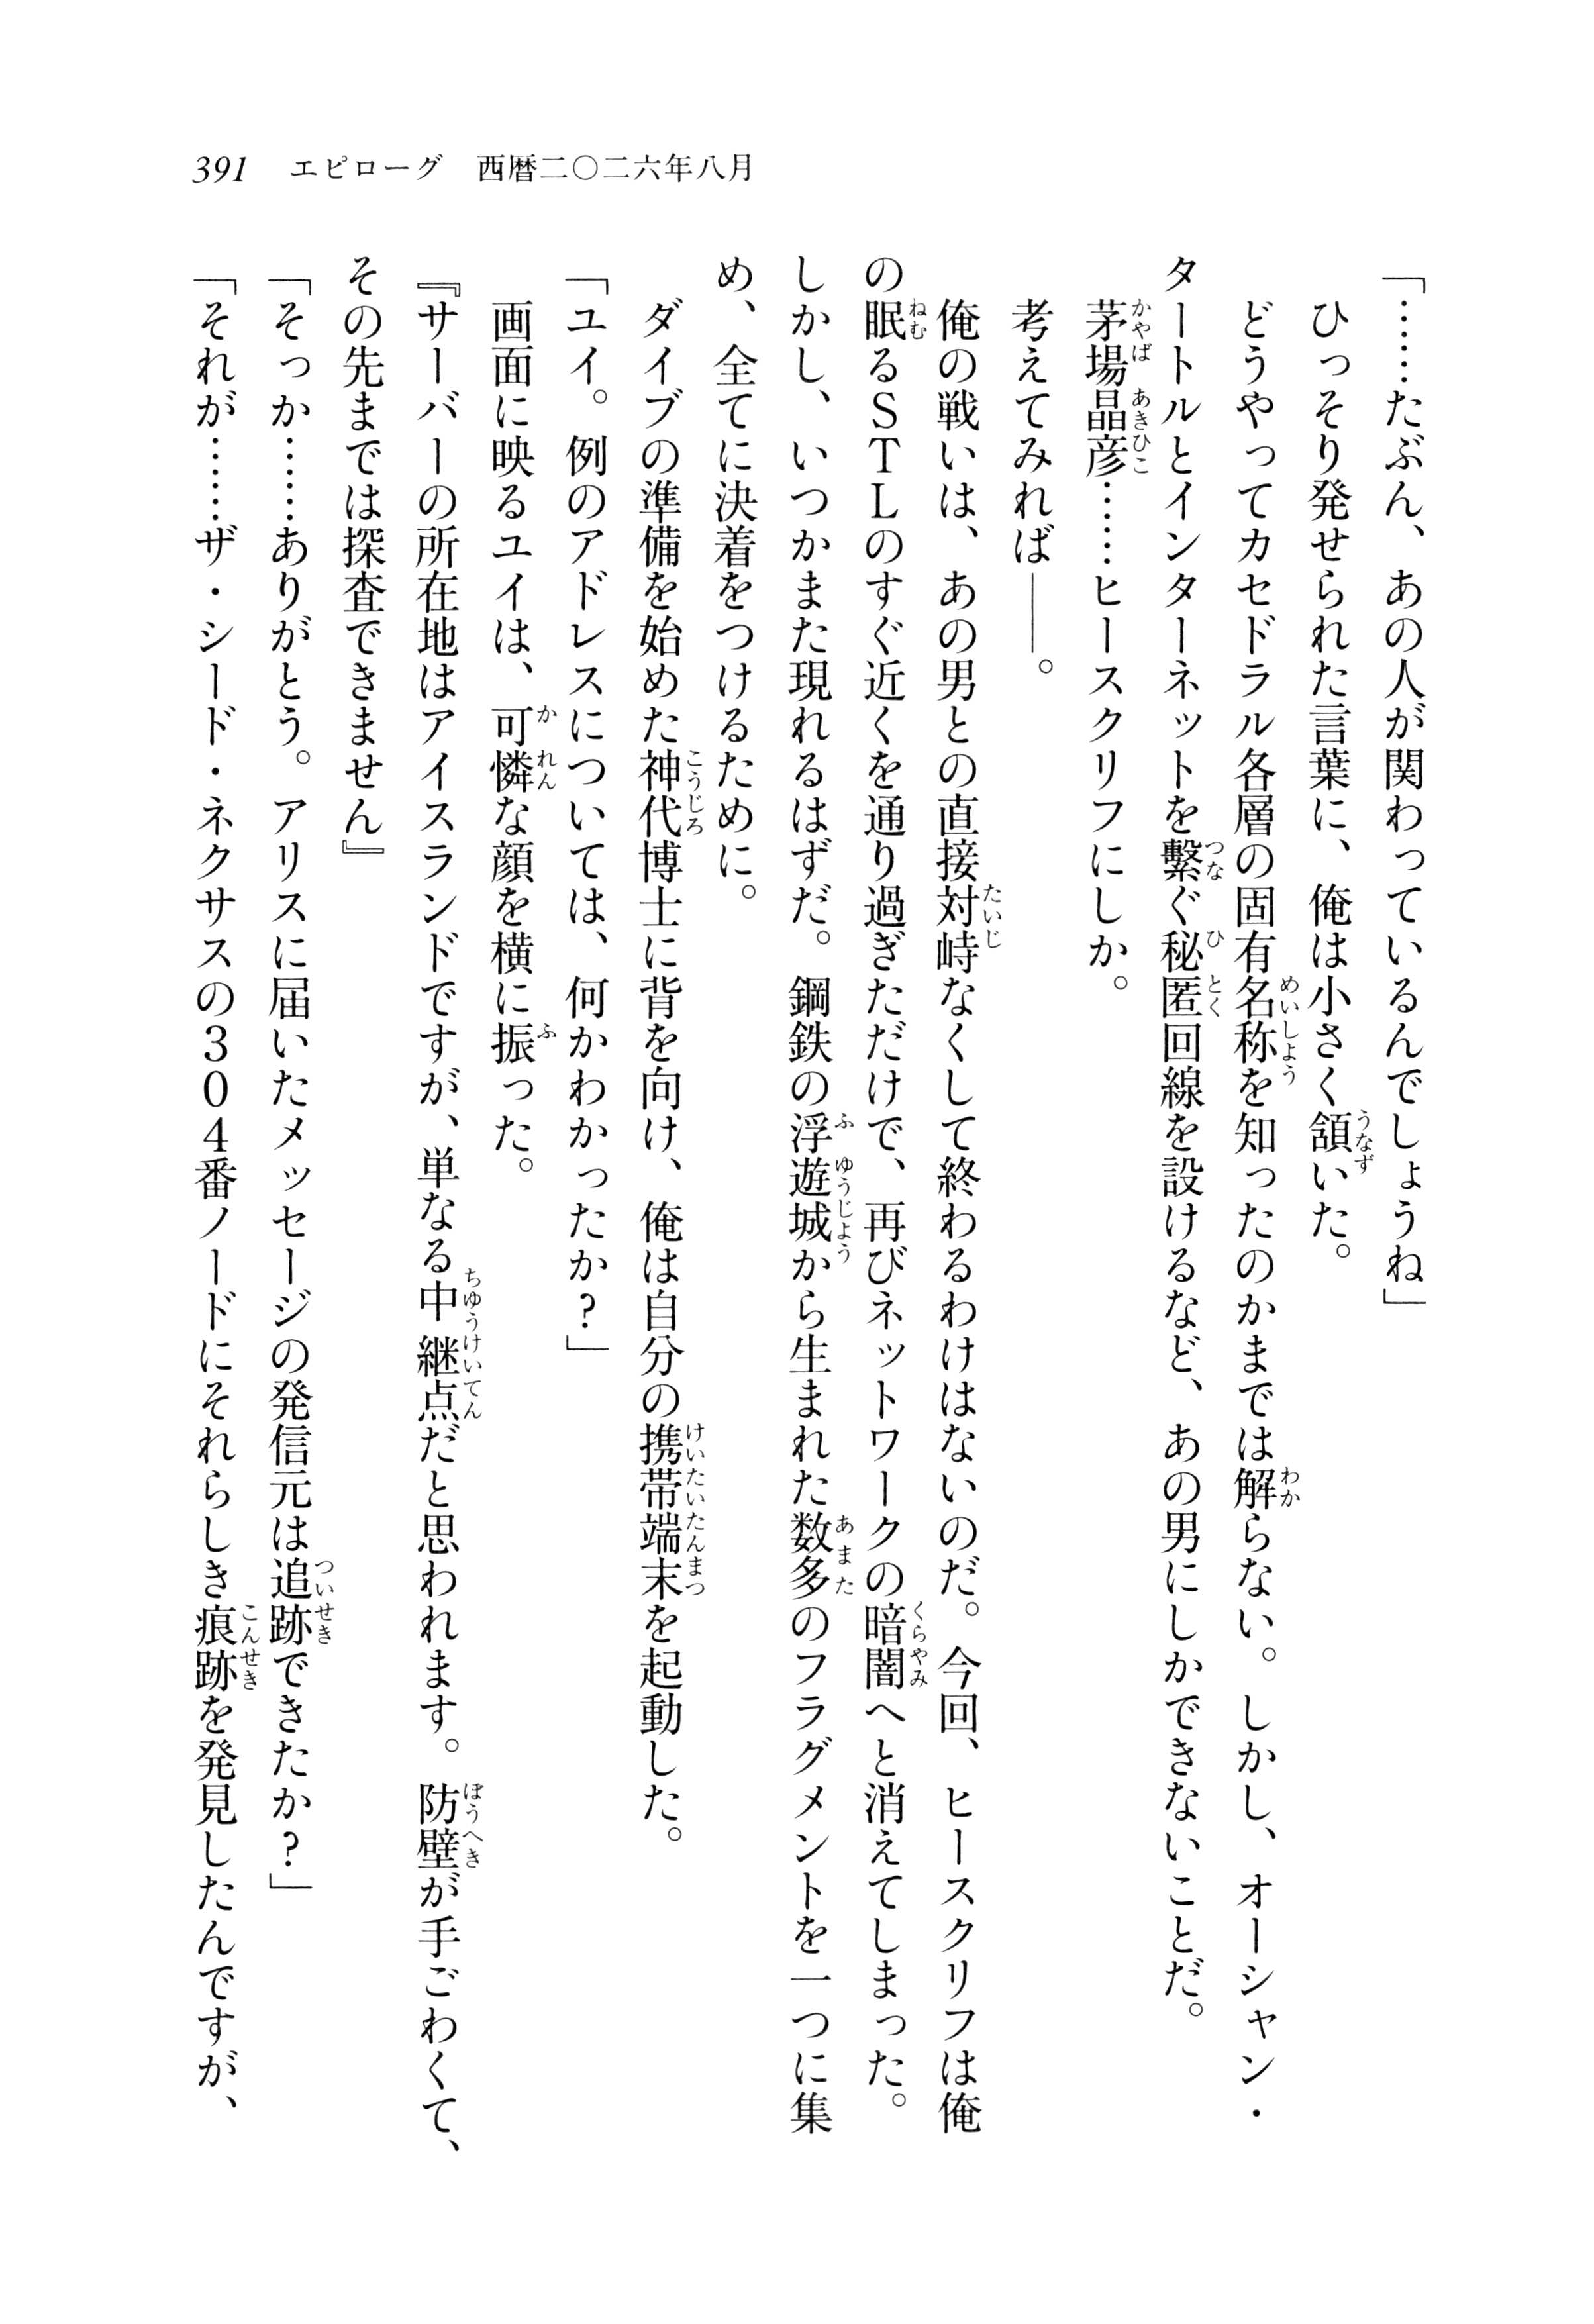 391　エピローグ　西暦二〇二六年八月
「……たぶん、あの人が関わっているんでしょうね」
　ひっそり発せられた言葉に、俺は小さく頷いた。
　どうやってカセドラル各層の固有名称を知ったのかまでは解らない。しかし、オーシャン・
タートルとインターネットを繋ぐ秘匿回線を設けるなど、あの男にしかできないことだ。
　茅場晶彦……ヒースクリフにしか。
　考えてみれば――。
　俺の戦いは、あの男との直接対峙なくして終わるわけはないのだ。今回、ヒースクリフは俺
の眠るＳＴＬのすぐ近くを通り過ぎただけで、再びネットワークの暗闇へと消えてしまった。
しかし、いつかまた現れるはずだ。鋼鉄の浮遊城から生まれた数多のフラグメントを一つに集
め、全てに決着をつけるために。
　ダイブの準備を始めた神代博士に背を向け、俺は自分の携帯端末を起動した。
「ユイ。例のアドレスについては、何かわかったか？」
　画面に映るユイは、可憐な顔を横に振った。
『サーバーの所在地はアイスランドですが、単なる中継点だと思われます。防壁が手ごわくて、
その先までは探査できません』
「そっか……ありがとう。アリスに届いたメッセージの発信元は追跡できたか？」
「それが……ザ・シード・ネクサスの３０４番ノードにそれらしき痕跡を発見したんですが、